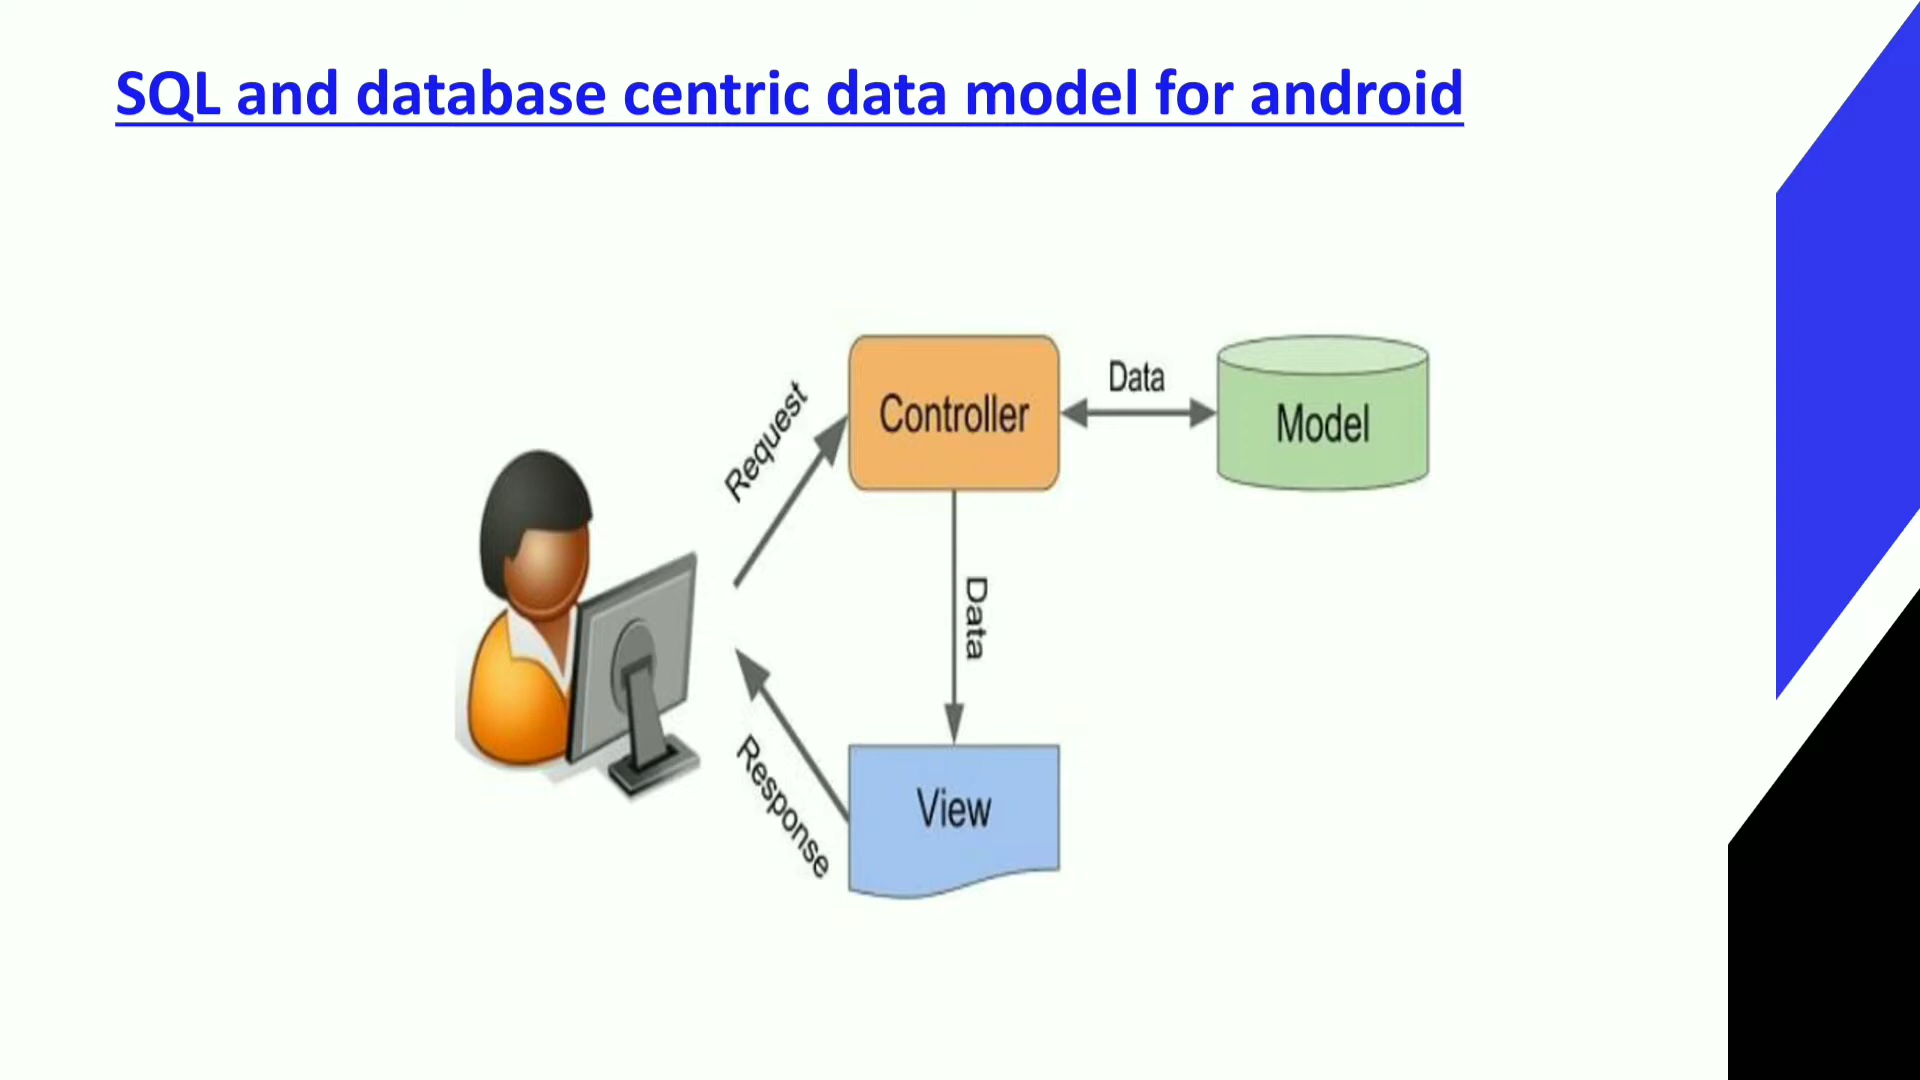 SQL and database centric data model for android
Request
Controller
Data
Model
Data
Response
View